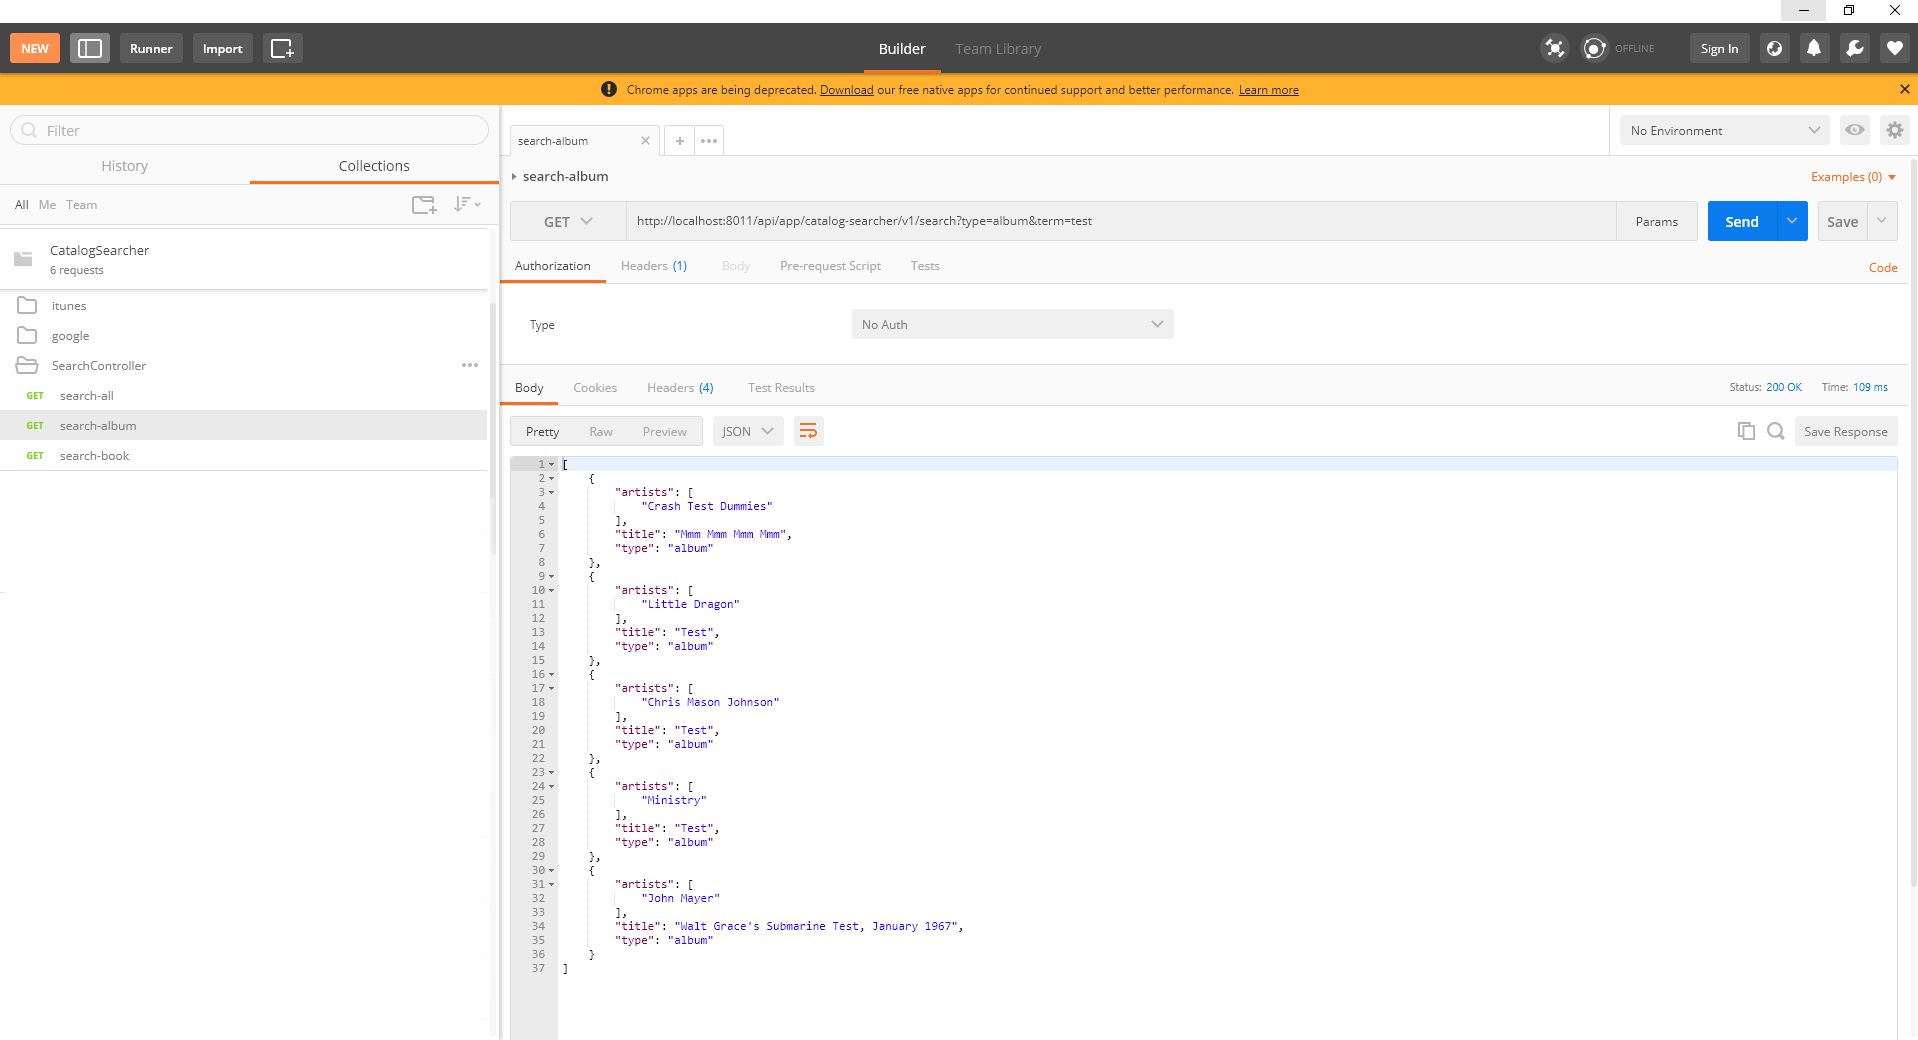 NEW Runner Import Builder Team Library OFFLINE Sign In
Chrome apps are being deprecated. Download our free native apps for continued support and better performance. Learn more
Filter
History Collections
All Me Team
CatalogSearcher
6 requests
itunes
google
SearchController
GET search-all
GET search-album
GET search-book
search-album
No Environment
search-album
Examples (0)
GET http://localhost:8011/api/app/catalog-searcher/v1/search?type=album&term=test Params Send Save
Authorization Headers (1) Body Pre-request Script Tests Code
Type No Auth
Body Cookies Headers (4) Test Results Status: 200 OK Time: 109 ms
Pretty Raw Preview JSON Save Response
1 [
2 {
3 "artists": [
4 "Crash Test Dummies"
5 ],
6 "title": "Mmm Mmm Mmm Mmm",
7 "type": "album"
8 },
9 {
10 "artists": [
11 "Little Dragon"
12 ],
13 "title": "Test",
14 "type": "album"
15 },
16 {
17 "artists": [
18 "Chris Mason Johnson"
19 ],
20 "title": "Test",
21 "type": "album"
22 },
23 {
24 "artists": [
25 "Ministry"
26 ],
27 "title": "Test",
28 "type": "album"
29 },
30 {
31 "artists": [
32 "John Mayer"
33 ],
34 "title": "Walt Grace's Submarine Test, January 1967",
35 "type": "album"
36 }
37 ]